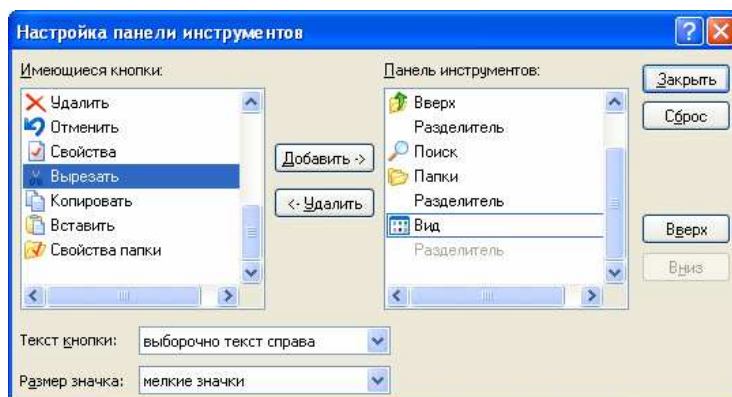 Настройка панели инструментов
Имеющиеся кнопки:
Удалить
Отменить
Свойства
Вырезать
Копировать
Вставить
Свойства папки
Добавить ->
<- Удалить
Панель инструментов:
Вверх
Разделитель
Поиск
Папки
Разделитель
Вид
Разделитель
Закрыть
Сброс
Вверх
Вниз
Текст кнопки: выборочно текст справа
Размер значка: мелкие значки